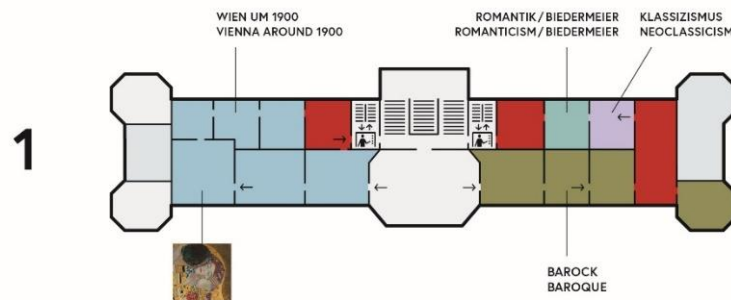 WIEN UM 1900
VIENNA AROUND 1900
ROMANTIK/BIEDERMEIER
ROMANTICISM/BIEDERMEIER
KLASSIZISMUS
NEOCLASSICISM
1
BAROCK
BAROQUE